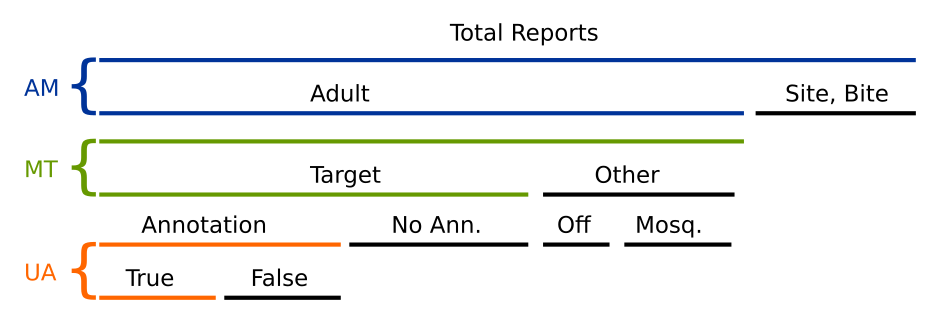 Total Reports
AM Adult Site, Bite
MT Target Other
Annotation No Ann. Off Mosq.
UA True False